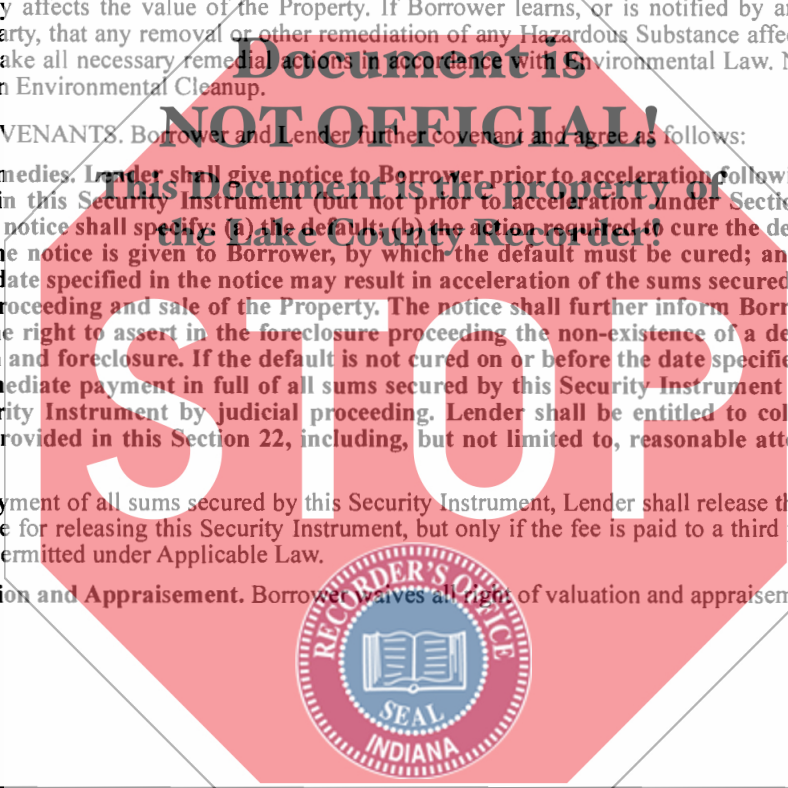 y affects the value of the Property. If Borrower learns, or is notified by a
arty, that any removal or other remediation of any Hazardous Substance affe
ake all necessary remedial actions in accordance with Environmental Law. N
n Environmental Cleanup.
Document is
NOT OFFICIAL!
This Document is the property of
the Lake County Recorder!
VENANTS. Borrower and Lender further covenant and agree as follows:
nedies. Lender shall give notice to Borrower prior to acceleration followi
in this Security Instrument (but not prior to acceleration under Sectio
notice shall specify: (a) the default; (b) the action required to cure the de
e notice is given to Borrower, by which the default must be cured; an
date specified in the notice may result in acceleration of the sums secured
roceeding and sale of the Property. The notice shall further inform Borr
e right to assert in the foreclosure proceeding the non-existence of a de
and foreclosure. If the default is not cured on or before the date specifie
nediate payment in full of all sums secured by this Security Instrument
rity Instrument by judicial proceeding. Lender shall be entitled to col
rovided in this Section 22, including, but not limited to, reasonable atto
STOP
yment of all sums secured by this Security Instrument, Lender shall release th
e for releasing this Security Instrument, but only if the fee is paid to a third
ermitted under Applicable Law.
ion and Appraisement. Borrower waives all right of valuation and appraisem
RECORDER'S OFFICE
SEAL
INDIANA